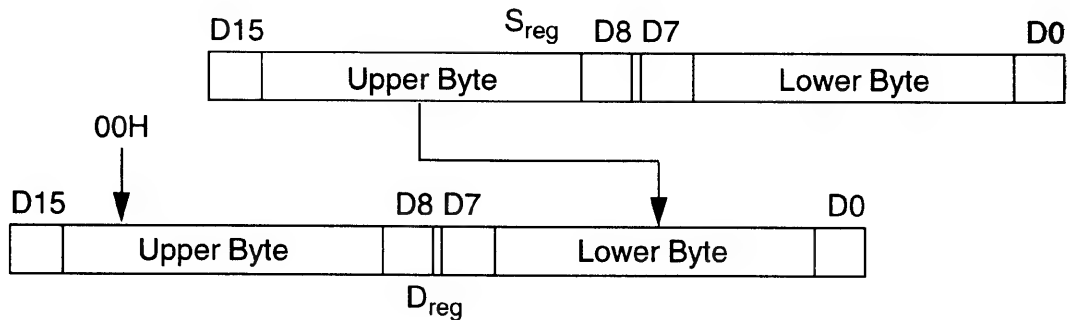 D15 S_reg D8 D7 D0
Upper Byte Lower Byte
00H
D15 D8 D7 D0
Upper Byte Lower Byte
D_reg